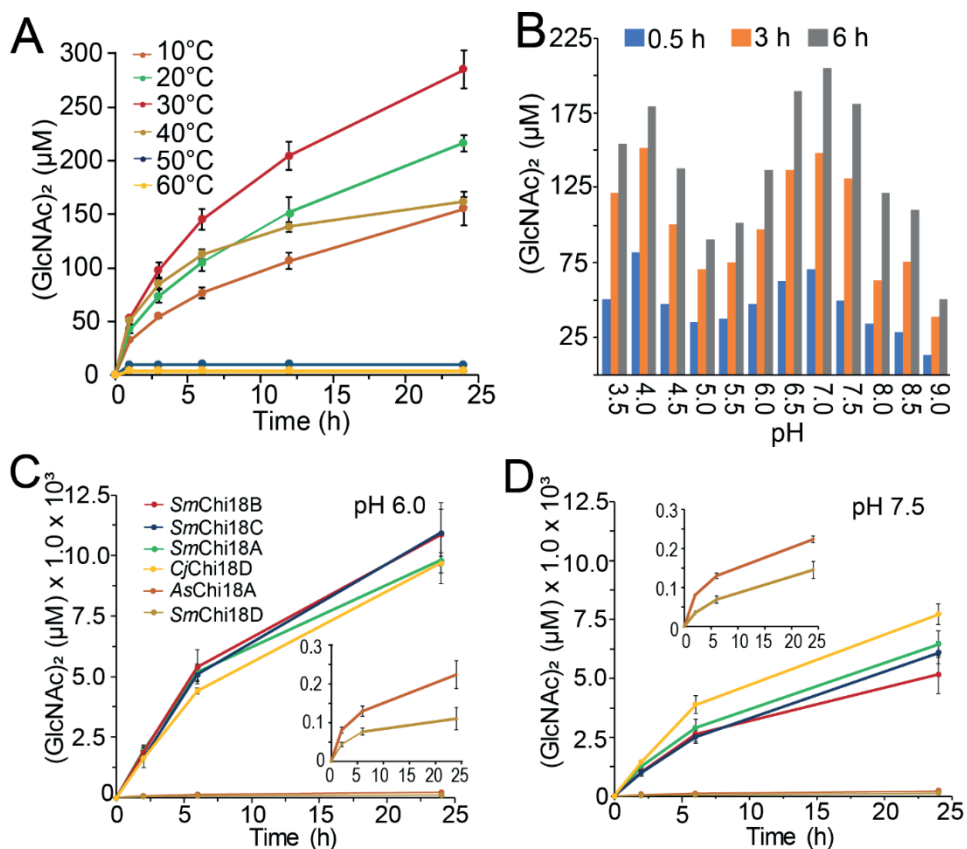 A
(GlcNAc)₂ (µM)
300
250
200
150
100
50
0
10°C
20°C
30°C
40°C
50°C
60°C
0 5 10 15 20 25
Time (h)
B
0.5 h 3 h 6 h
(GlcNAc)₂ (µM)
225
175
125
75
25
3.5 4.0 4.5 5.0 5.5 6.0 6.5 7.0 7.5 8.0 8.5 9.0
pH
C
(GlcNAc)₂ (µM) x 1.0 x 10³
pH 6.0
12.5
10.0
7.5
5.0
2.5
0
SmChi18B
SmChi18C
SmChi18A
CjChi18D
AsChi18A
SmChi18D
0.3
0.2
0.1
0
0 5 10 15 20 25
0 5 10 15 20 25
Time (h)
D
(GlcNAc)₂ (µM) x 1.0 x 10³
pH 7.5
12.5
10.0
7.5
5.0
2.5
0
0.3
0.2
0.1
0
0 5 10 15 20 25
0 5 10 15 20 25
Time (h)